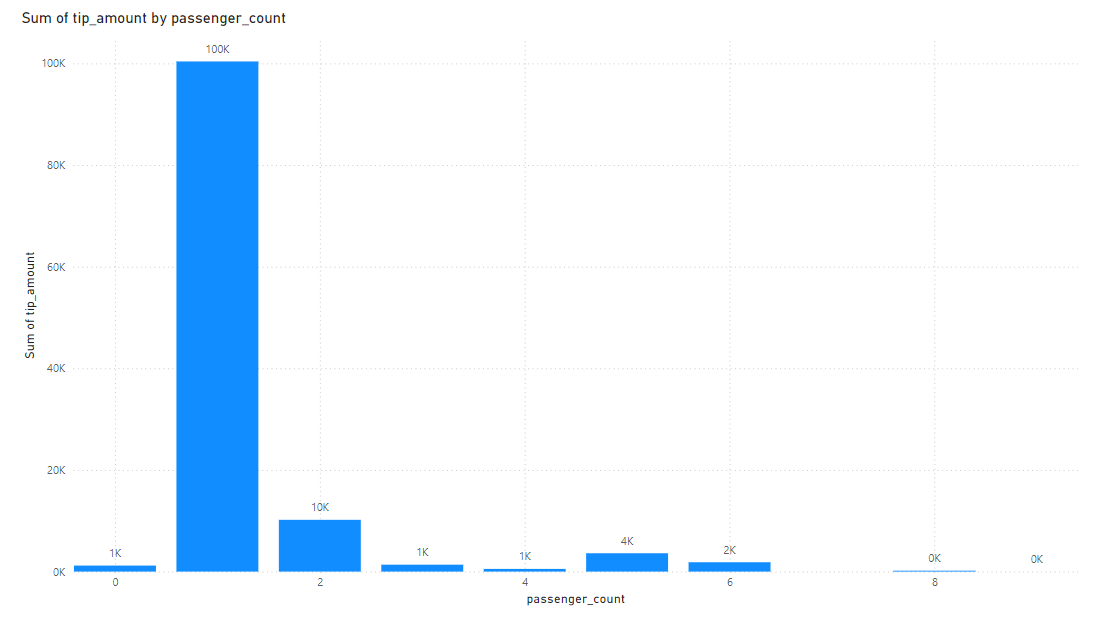 Sum of tip_amount by passenger_count
100K
100K
80K
60K
Sum of tip_amount
40K
20K
10K
1K
1K
1K
4K
2K
0K
0K
0K
0
2
4
6
8
passenger_count